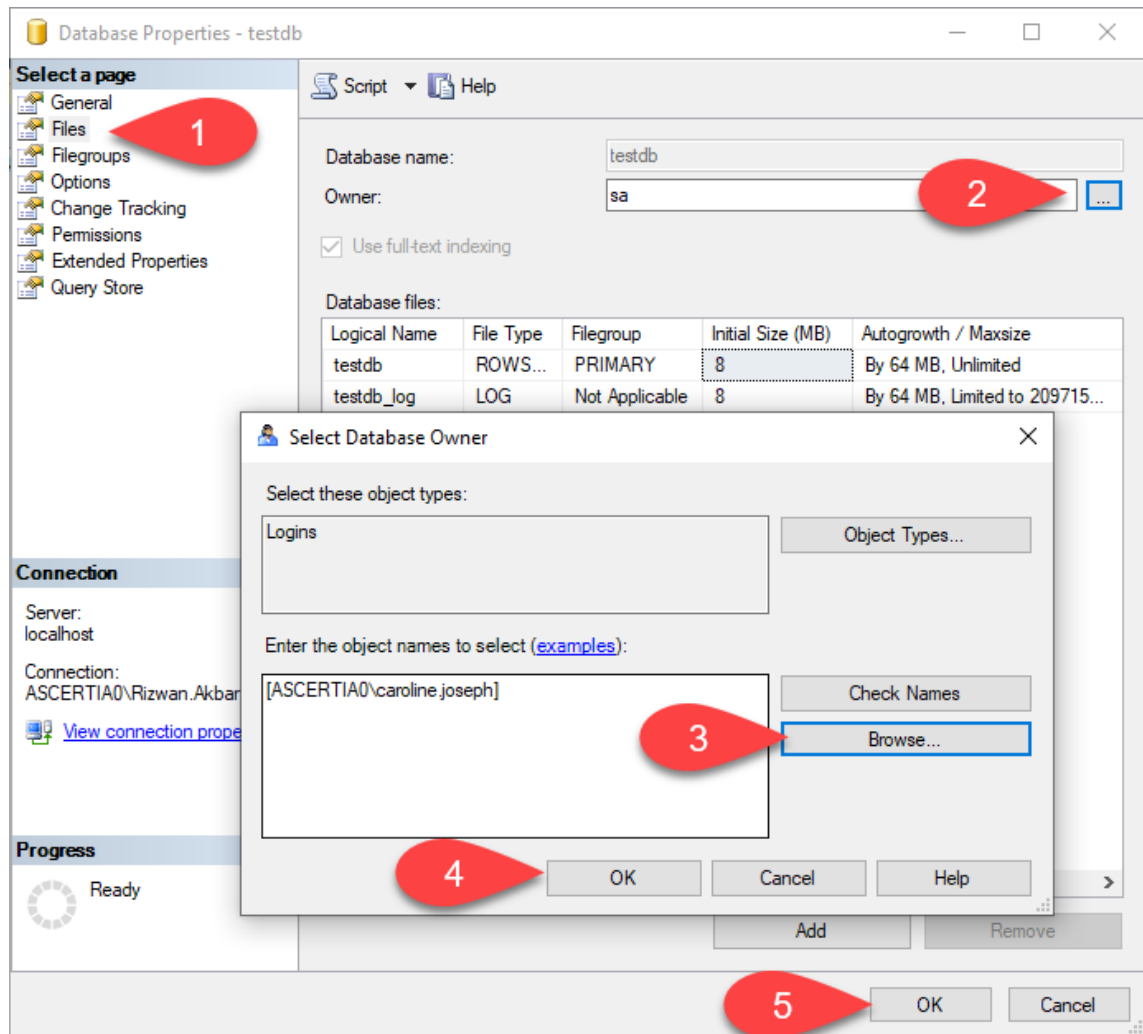 Database Properties - testdb
Select a page
General
Files
Filegroups
Options
Change Tracking
Permissions
Extended Properties
Query Store
1
Script
Help
Database name:
testdb
Owner:
sa
2
...
Use full-text indexing
Database files:
Logical Name File Type Filegroup Initial Size (MB) Autogrowth / Maxsize
testdb ROWS... PRIMARY 8 By 64 MB, Unlimited
testdb_log LOG Not Applicable 8 By 64 MB, Limited to 209715...
Select Database Owner
Select these object types:
Logins
Object Types...
Enter the object names to select (examples):
[ASCERTIA0\caroline.joseph]
Check Names
3
Browse...
4
OK
Cancel
Help
Connection
Server:
localhost
Connection:
ASCERTIA0\Rizwan.Akbar
View connection prope
Progress
Ready
Add
Remove
5
OK
Cancel